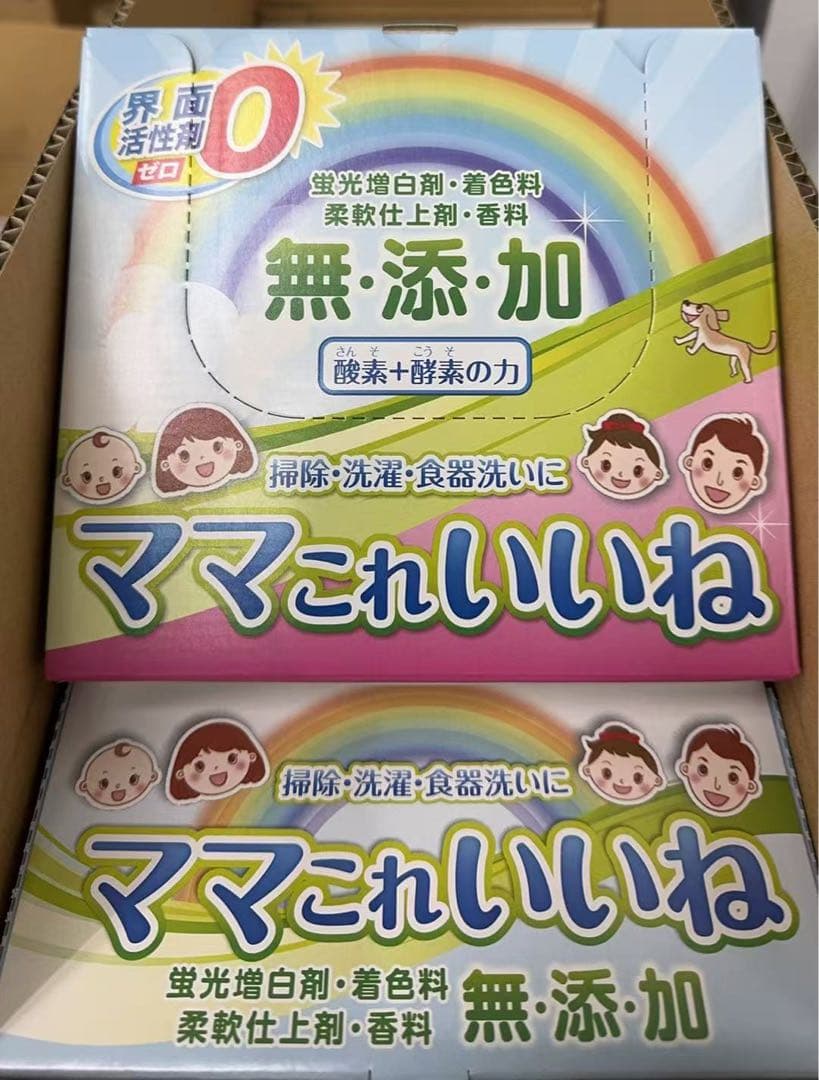 界面
活性剤
ゼロ
0
蛍光増白剤・着色料
柔軟仕上剤・香料
無・添・加
さんそ こうそ
酸素+酵素の力
掃除・洗濯・食器洗いに
ママこれいいね
掃除・洗濯・食器洗いに
ママこれいいね
蛍光増白剤・着色料
柔軟仕上剤・香料
無・添・加